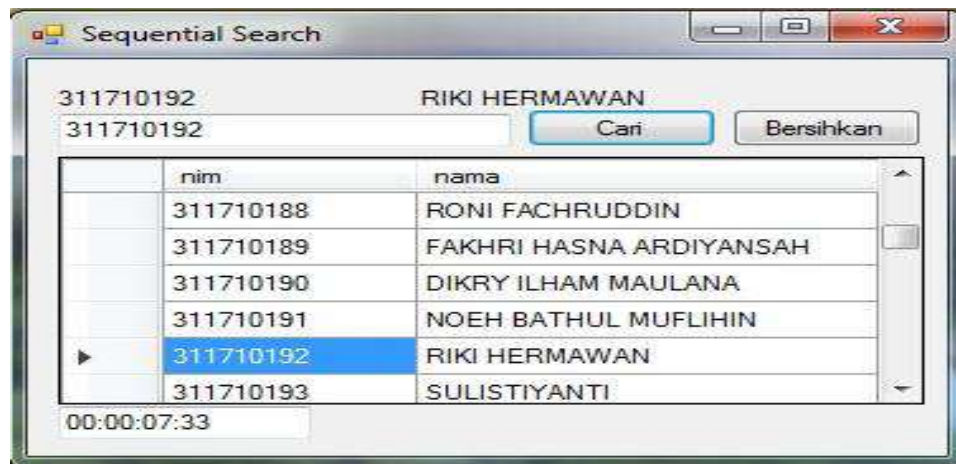 Sequential Search
311710192 RIKI HERMAWAN
311710192 Cari Bersihkan
nim nama
311710188 RONI FACHRUDDIN
311710189 FAKHRI HASNA ARDIYANSAH
311710190 DIKRY ILHAM MAULANA
311710191 NOEH BATHUL MUFLIHIN
311710192 RIKI HERMAWAN
311710193 SULISTIYANTI
00:00:07:33